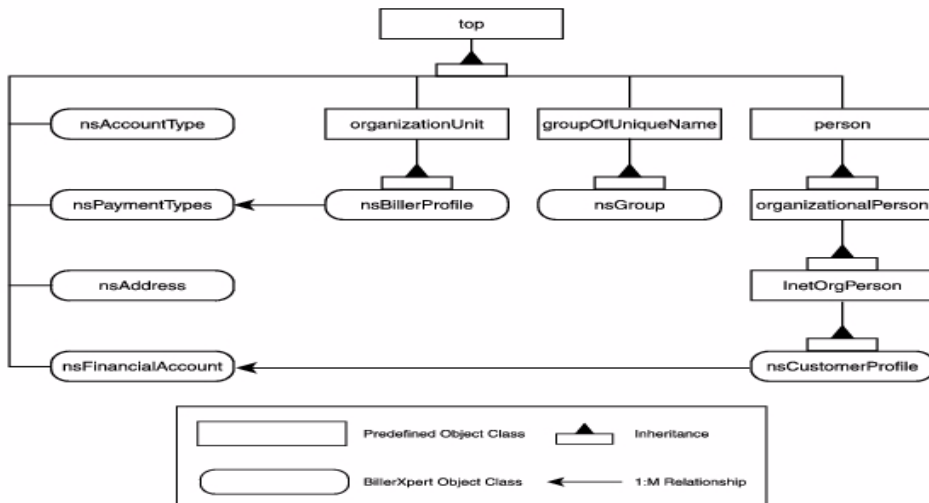 top
organizationUnit
groupOfUniqueName
person
nsAccountType
nsPaymentTypes
nsBillerProfile
nsGroup
organizationalPerson
nsAddress
InetOrgPerson
nsFinancialAccount
nsCustomerProfile
Predefined Object Class
Inheritance
BillerXpert Object Class
1:M Relationship